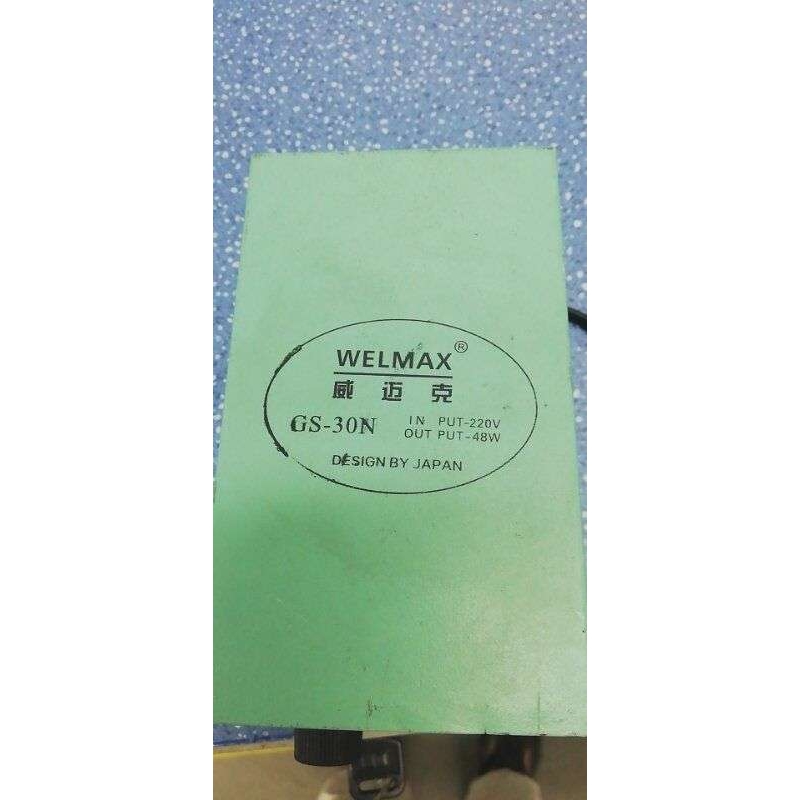 WELMAX®
威迈克
GS-30N
IN PUT-220V
OUT PUT-48W
DESIGN BY JAPAN